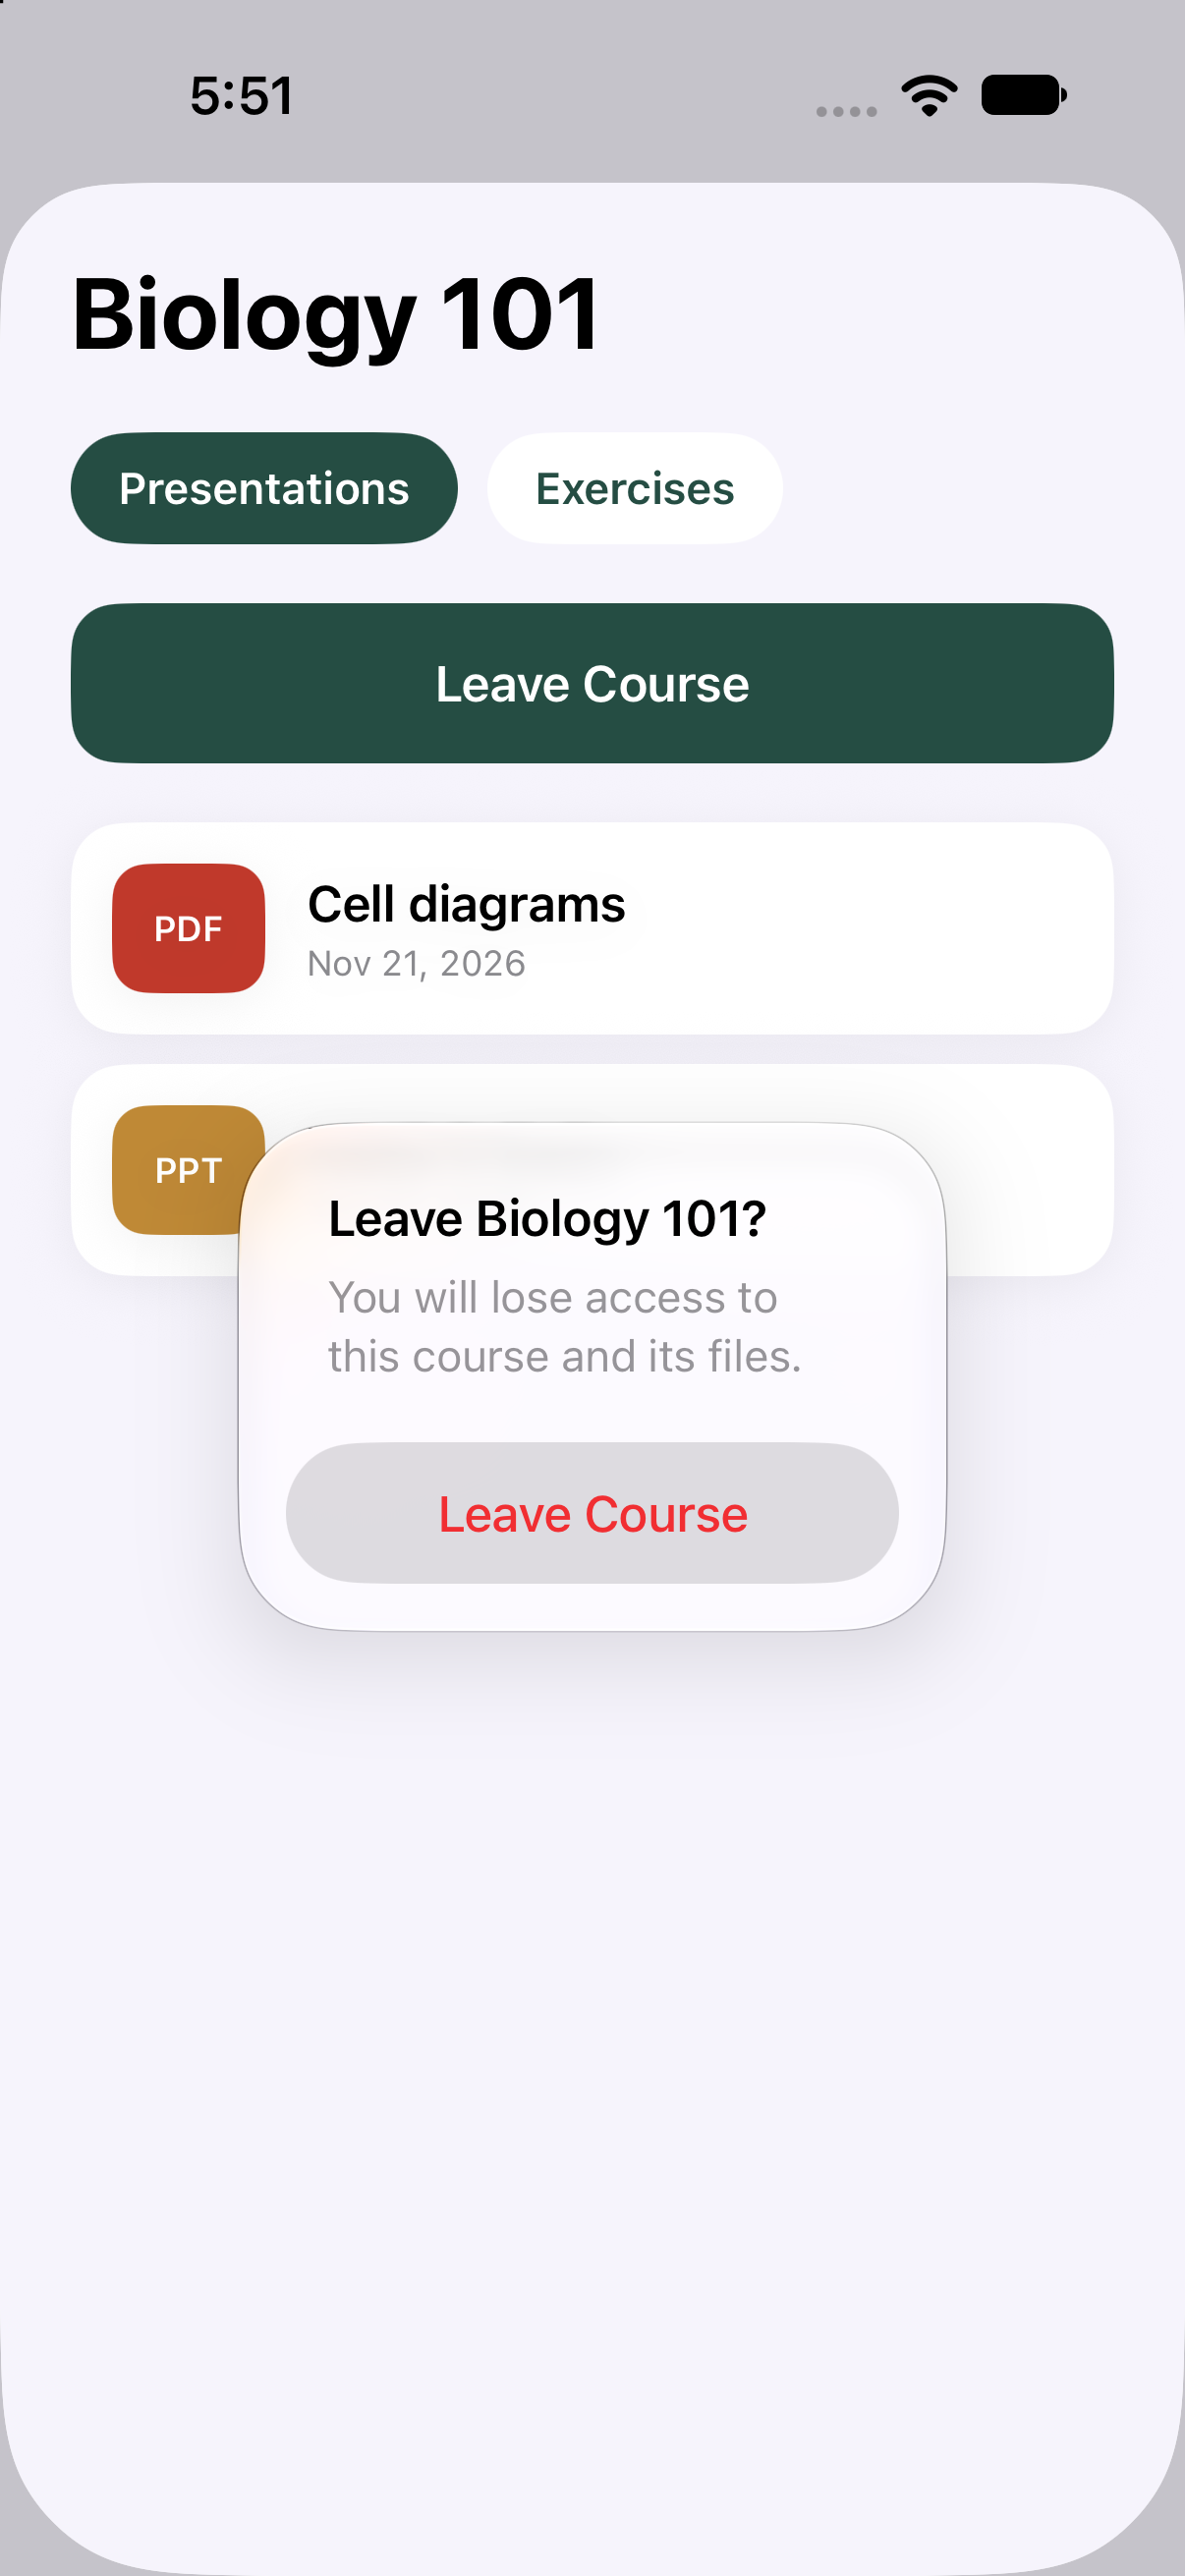 5:51
Biology 101
Presentations
Exercises
Leave Course
PDF
Cell diagrams
Nov 21, 2026
PPT
Leave Biology 101?
You will lose access to
this course and its files.
Leave Course